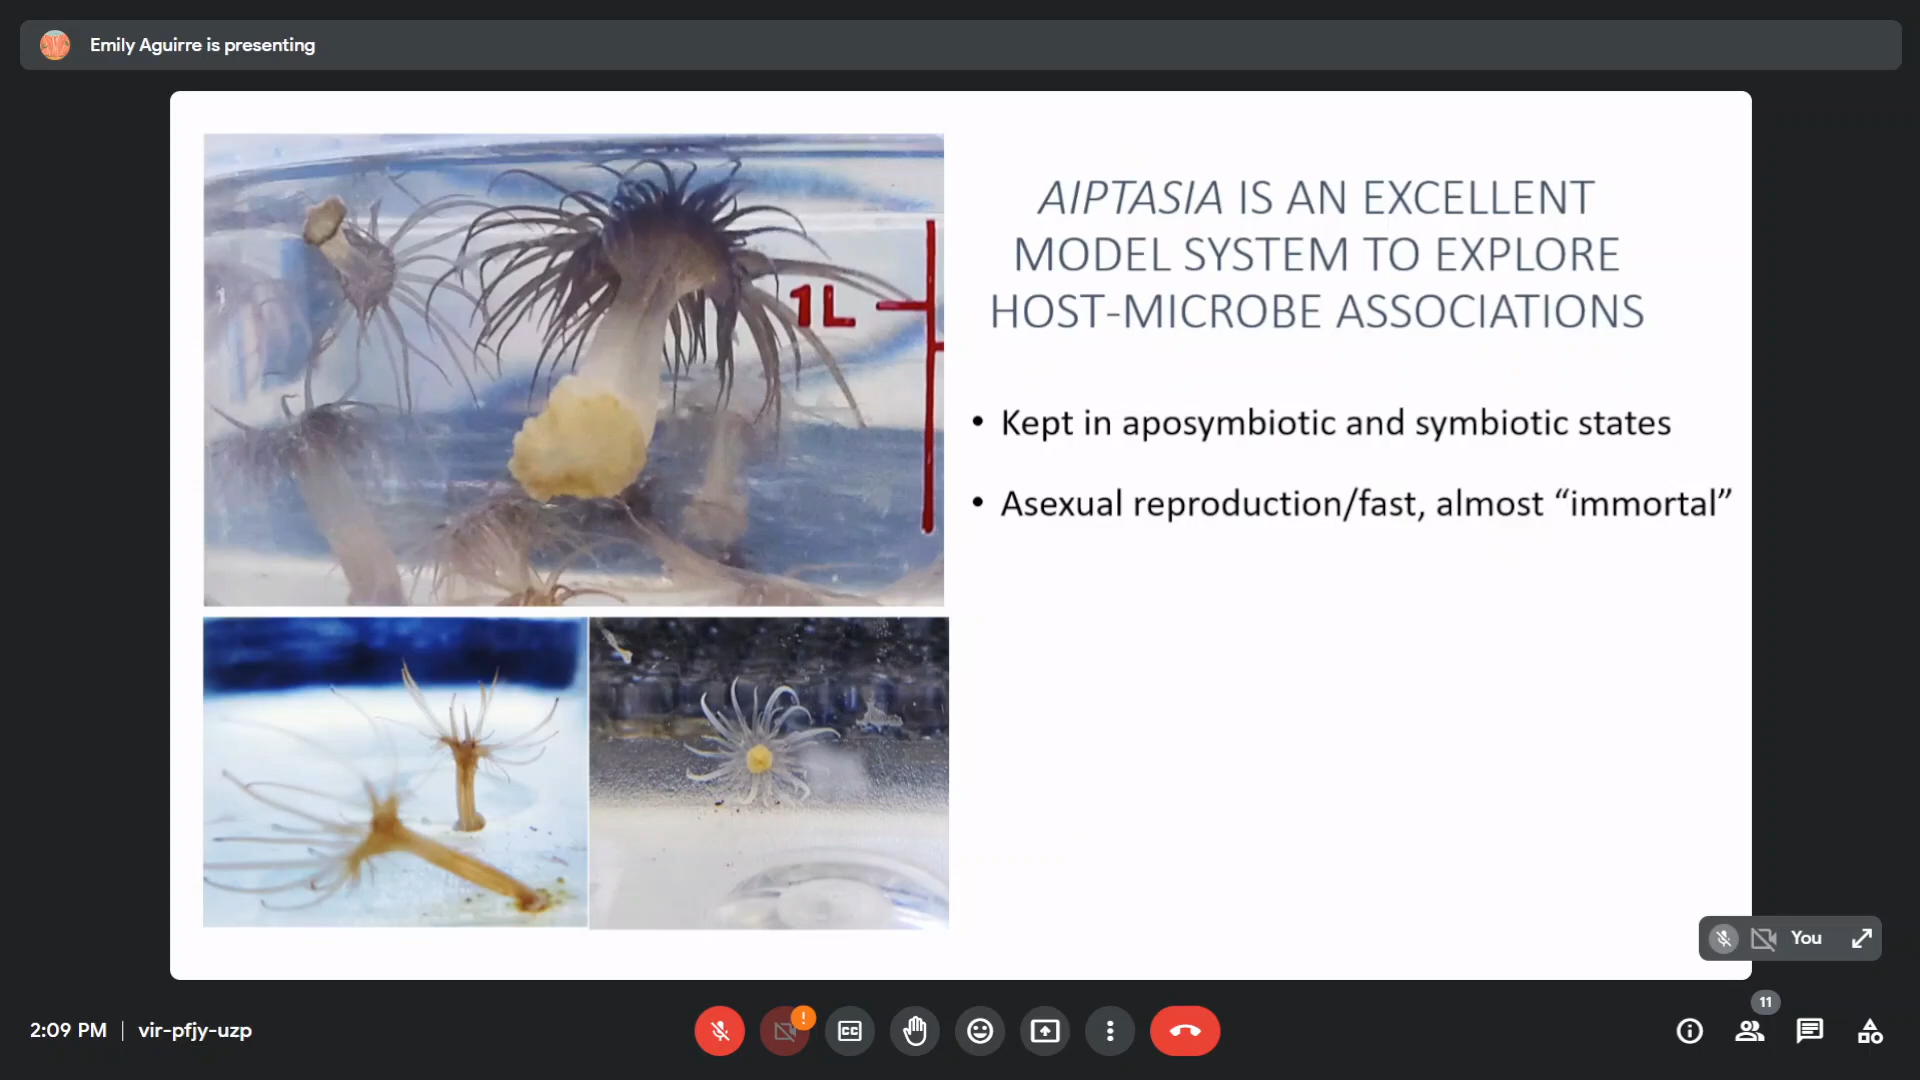 Emily Aguirre is presenting
1L
AIPTASIA IS AN EXCELLENT
MODEL SYSTEM TO EXPLORE
HOST-MICROBE ASSOCIATIONS
• Kept in aposymbiotic and symbiotic states
• Asexual reproduction/fast, almost “immortal”
You
11
2:09 PM | vir-pfjy-uzp
!
CC